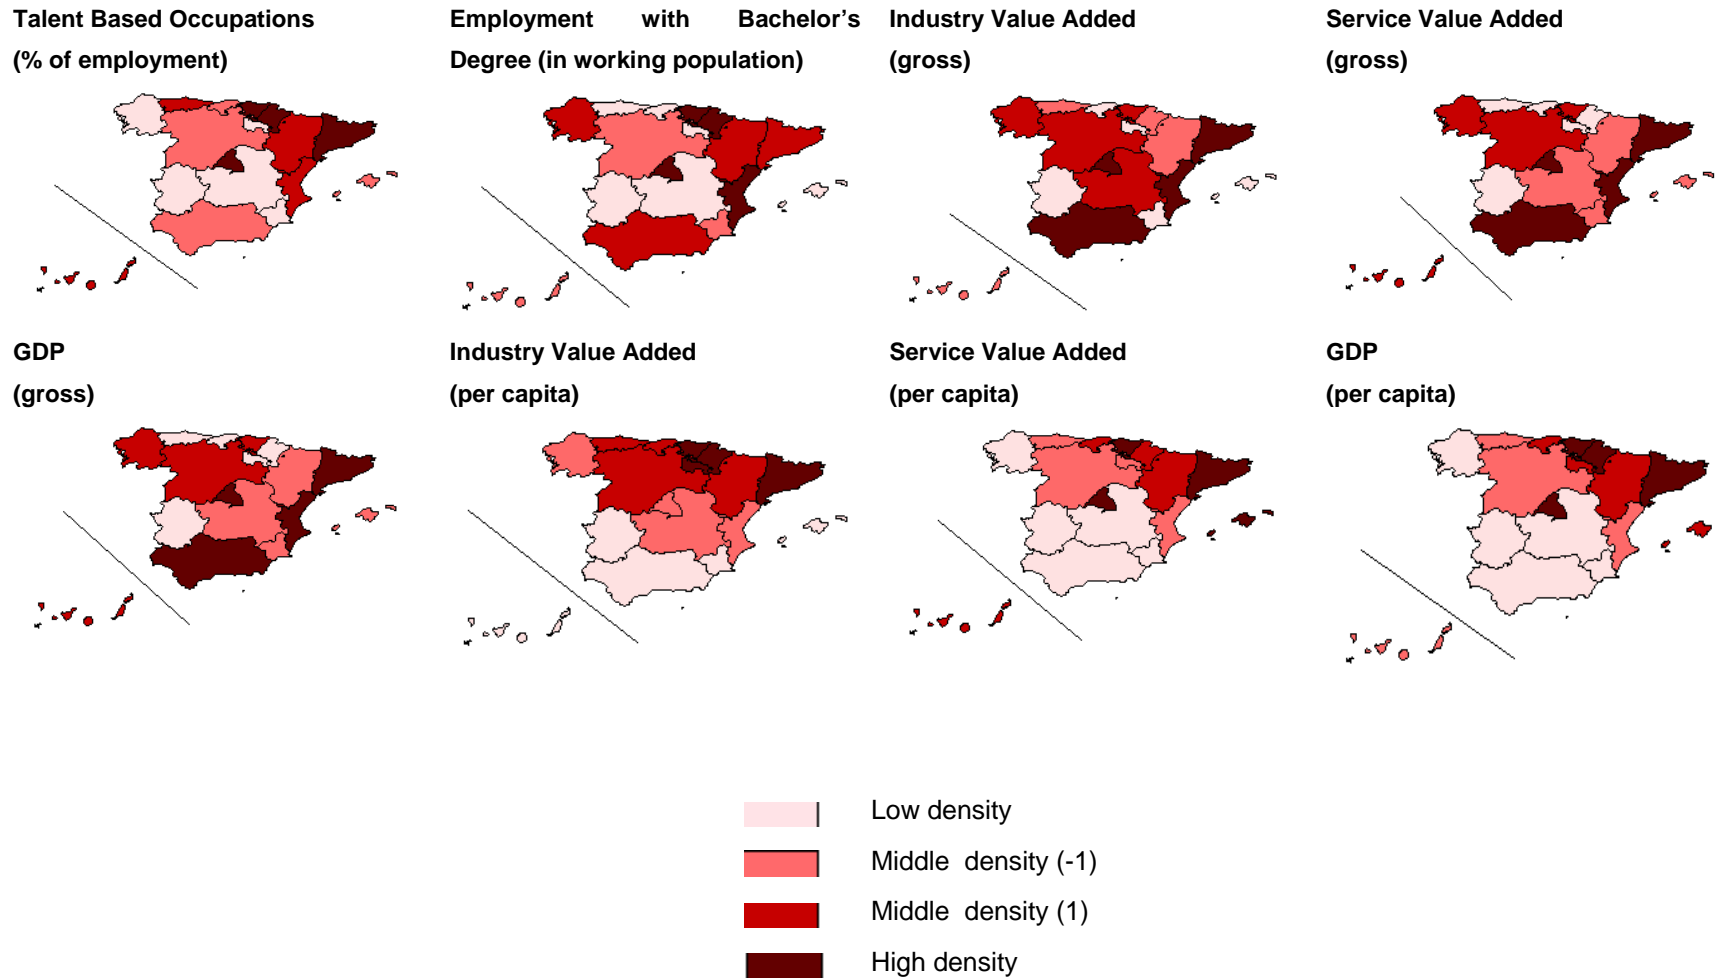 Talent Based Occupations
(% of employment)
Employment with Bachelor’s
Degree (in working population)
Industry Value Added
(gross)
Service Value Added
(gross)
GDP
(gross)
Industry Value Added
(per capita)
Service Value Added
(per capita)
GDP
(per capita)
Low density
Middle density (-1)
Middle density (1)
High density